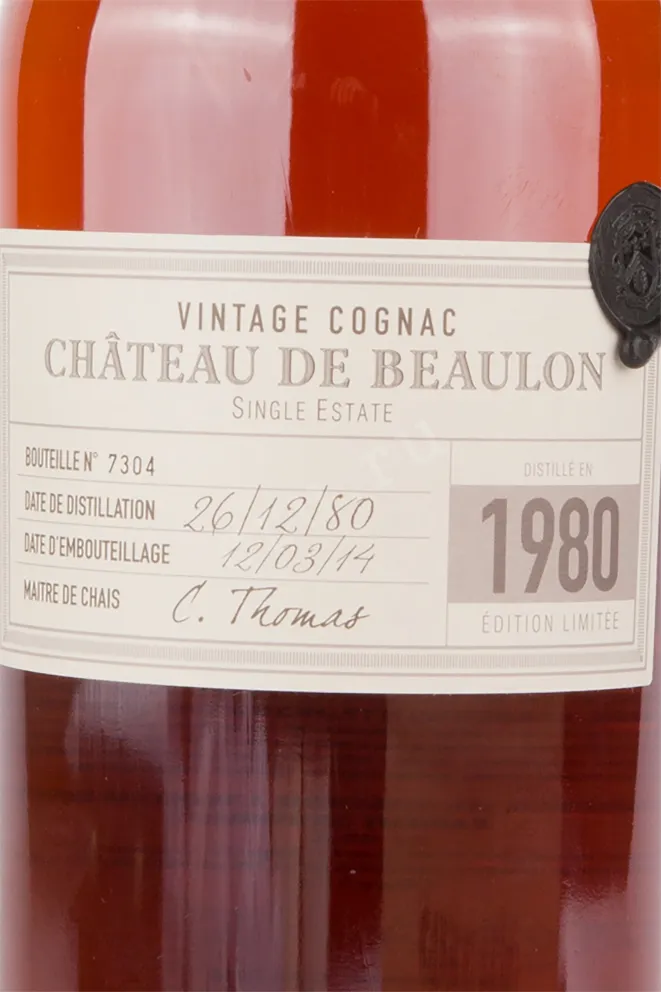 VINTAGE COGNAC
CHÂTEAU DE BEAULON
SINGLE ESTATE
BOUTEILLE N° 7304
DATE DE DISTILLATION 26/12/80
DATE D'EMBOUTEILLAGE 12/03/14
MAITRE DE CHAIS C. Thomas
DISTILLÉ EN
1980
ÉDITION LIMITÉE